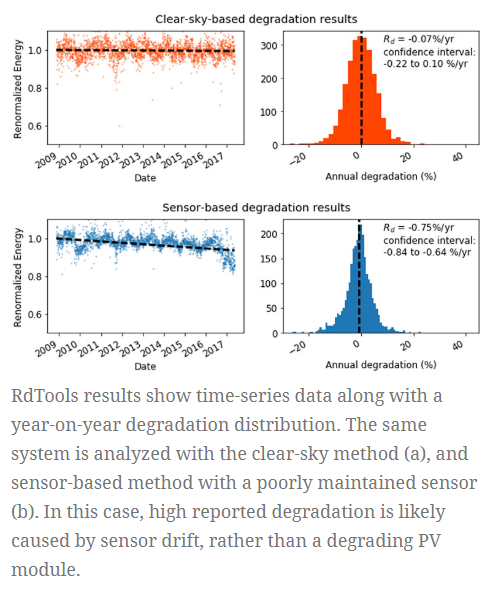 Clear-sky-based degradation results
Renormalized Energy
1.0
0.8
0.6
2009 2010 2011 2012 2013 2014 2015 2016 2017
Date
300
200
100
0
R_d = -0.07%/yr
confidence interval:
-0.22 to 0.10 %/yr
−20 0 20 40
Annual degradation (%)
Sensor-based degradation results
Renormalized Energy
1.0
0.8
0.6
2009 2010 2011 2012 2013 2014 2015 2016 2017
Date
200
150
100
50
0
R_d = -0.75%/yr
confidence interval:
-0.84 to -0.64 %/yr
−20 0 20 40
Annual degradation (%)
RdTools results show time-series data along with a
year-on-year degradation distribution. The same
system is analyzed with the clear-sky method (a), and
sensor-based method with a poorly maintained sensor
(b). In this case, high reported degradation is likely
caused by sensor drift, rather than a degrading PV
module.